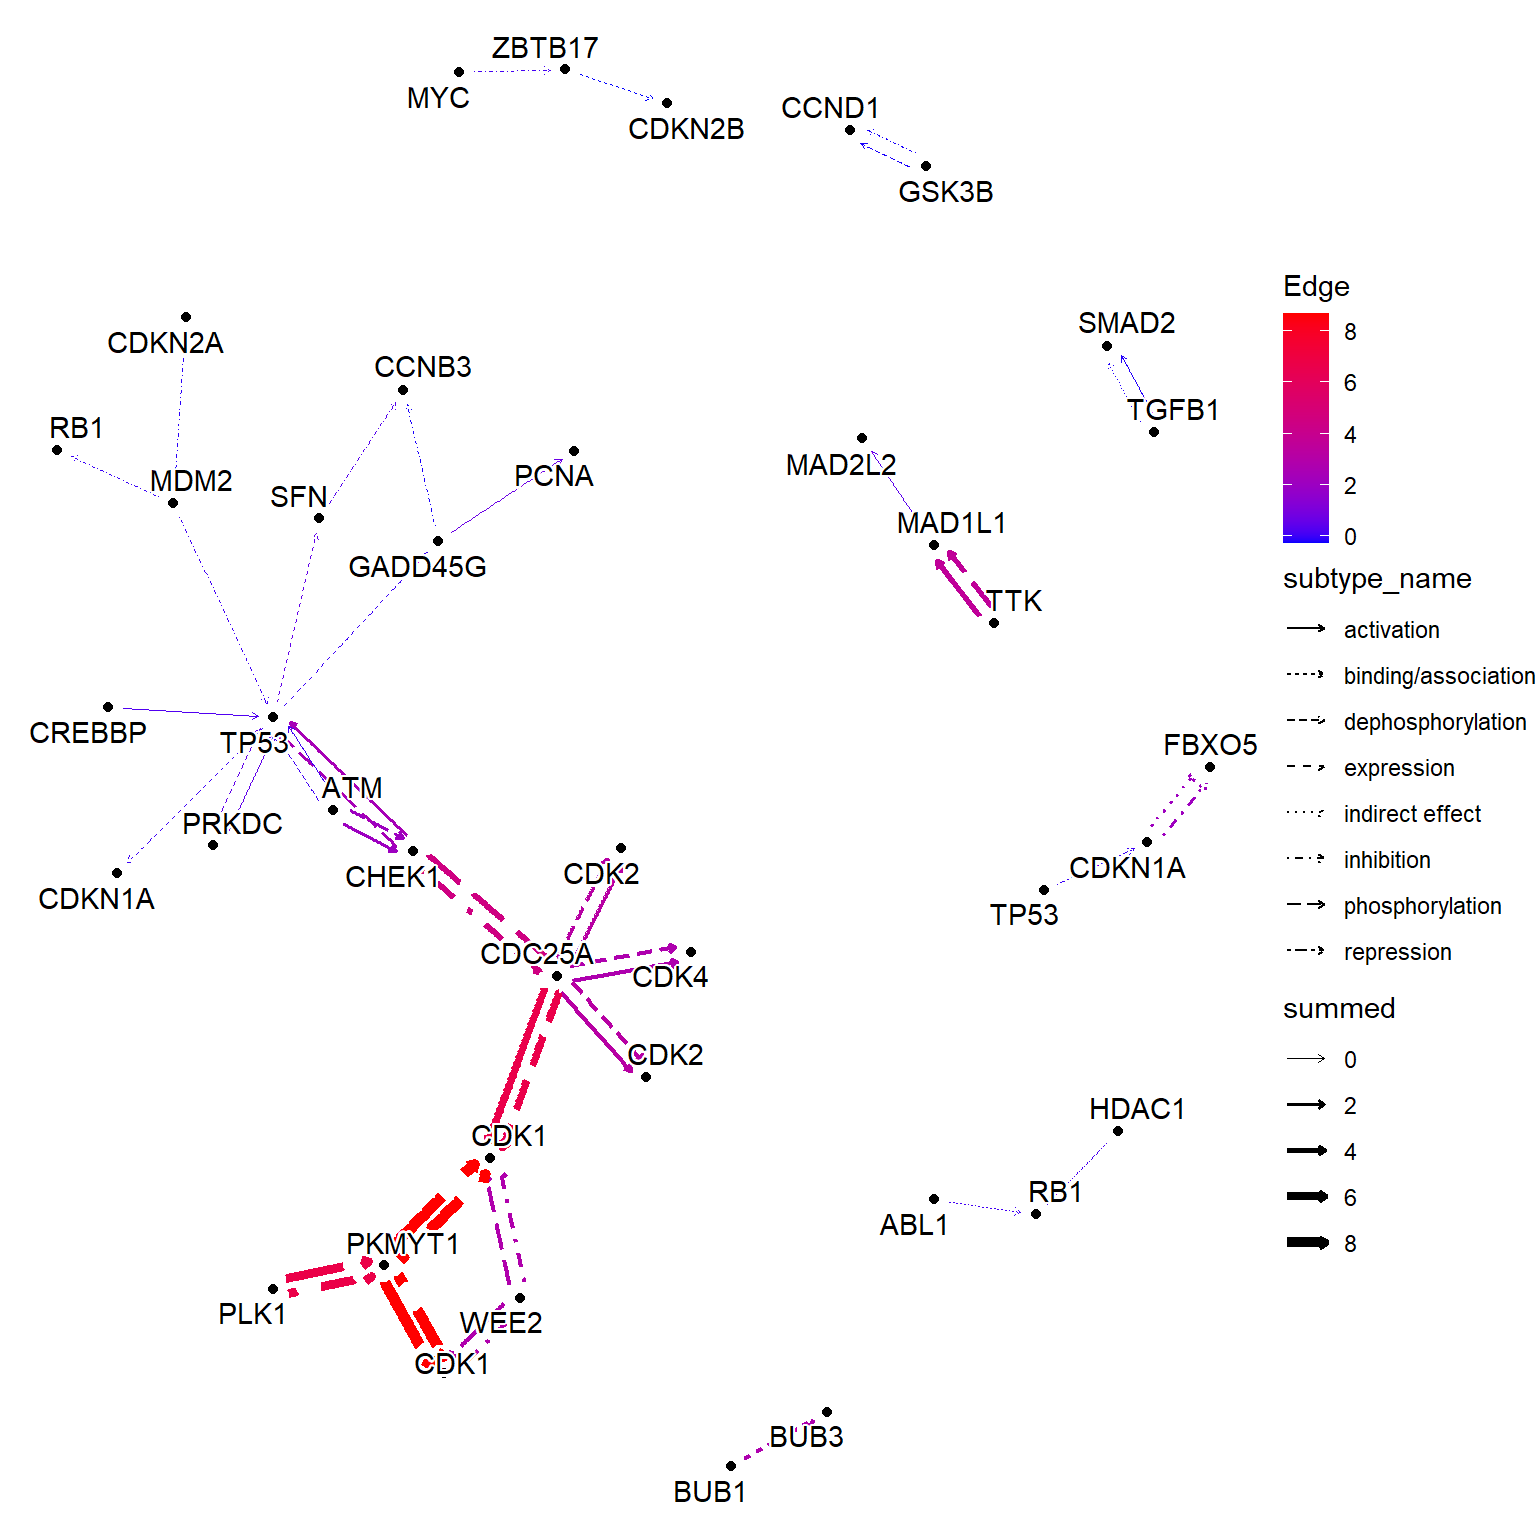 ZBTB17
MYC
CDKN2B
CCND1
GSK3B
CDKN2A
CCNB3
RB1
MDM2
SFN
PCNA
GADD45G
SMAD2
TGFB1
MAD2L2
MAD1L1
TTK
CREBBP
TP53
ATM
PRKDC
CHEK1
CDKN1A
CDK2
CDC25A
CDK4
CDK2
FBXO5
CDKN1A
TP53
HDAC1
RB1
ABL1
CDK1
PKMYT1
PLK1
WEE2
CDK1
BUB3
BUB1
Edge
8
6
4
2
0
subtype_name
activation
binding/association
dephosphorylation
expression
indirect effect
inhibition
phosphorylation
repression
summed
0
2
4
6
8